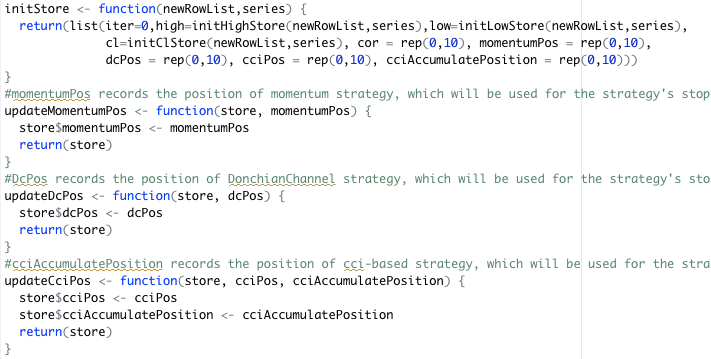 initStore <- function(newRowList,series) {
  return(list(iter=0,high=initHighStore(newRowList,series),low=initLowStore(newRowList,series),
              cl=initClStore(newRowList,series), cor = rep(0,10), momentumPos = rep(0,10),
              dcPos = rep(0,10), cciPos = rep(0,10), cciAccumulatePosition = rep(0,10)))
}
#momentumPos records the position of momentum strategy, which will be used for the strategy's stop
updateMomentumPos <- function(store, momentumPos) {
  store$momentumPos <- momentumPos
  return(store)
}
#DcPos records the position of DonchianChannel strategy, which will be used for the strategy's sto
updateDcPos <- function(store, dcPos) {
  store$dcPos <- dcPos
  return(store)
}
#cciAccumulatePosition records the position of cci-based strategy, which will be used for the stra
updateCciPos <- function(store, cciPos, cciAccumulatePosition) {
  store$cciPos <- cciPos
  store$cciAccumulatePosition <- cciAccumulatePosition
  return(store)
}